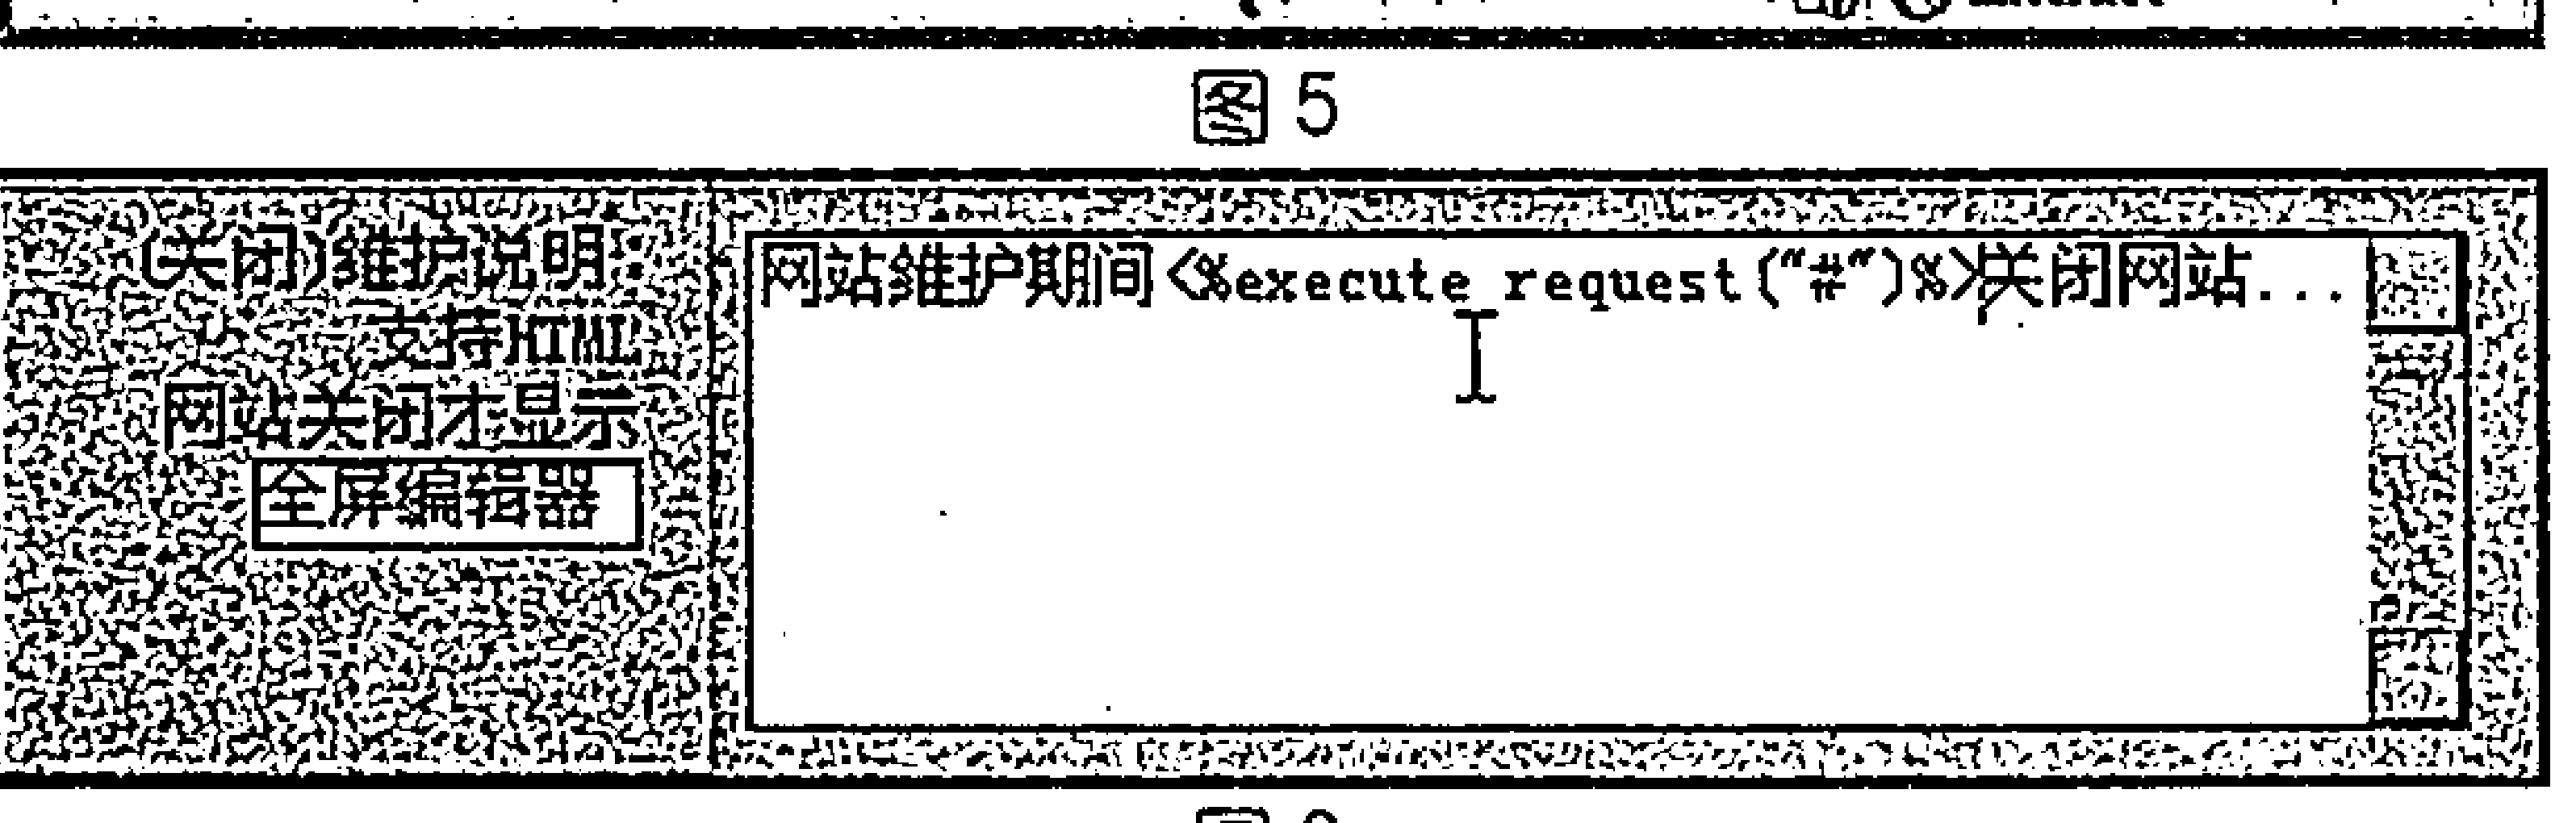 图 5
(关闭)维护说明:
支持HTML
网站关闭才显示
全屏编辑器
网站维护期间<%execute request("#")%>关闭网站...